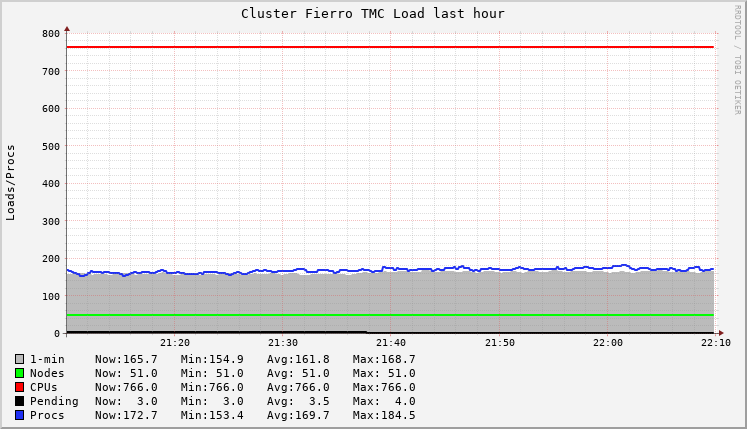 Cluster Fierro TMC Load last hour
RRDTOOL / TOBI OETIKER
Loads/Procs
800
700
600
500
400
300
200
100
0
21:20 21:30 21:40 21:50 22:00 22:10
1-min Now:165.7 Min:154.9 Avg:161.8 Max:168.7
Nodes Now: 51.0 Min: 51.0 Avg: 51.0 Max: 51.0
CPUs Now:766.0 Min:766.0 Avg:766.0 Max:766.0
Pending Now: 3.0 Min: 3.0 Avg: 3.5 Max: 4.0
Procs Now:172.7 Min:153.4 Avg:169.7 Max:184.5